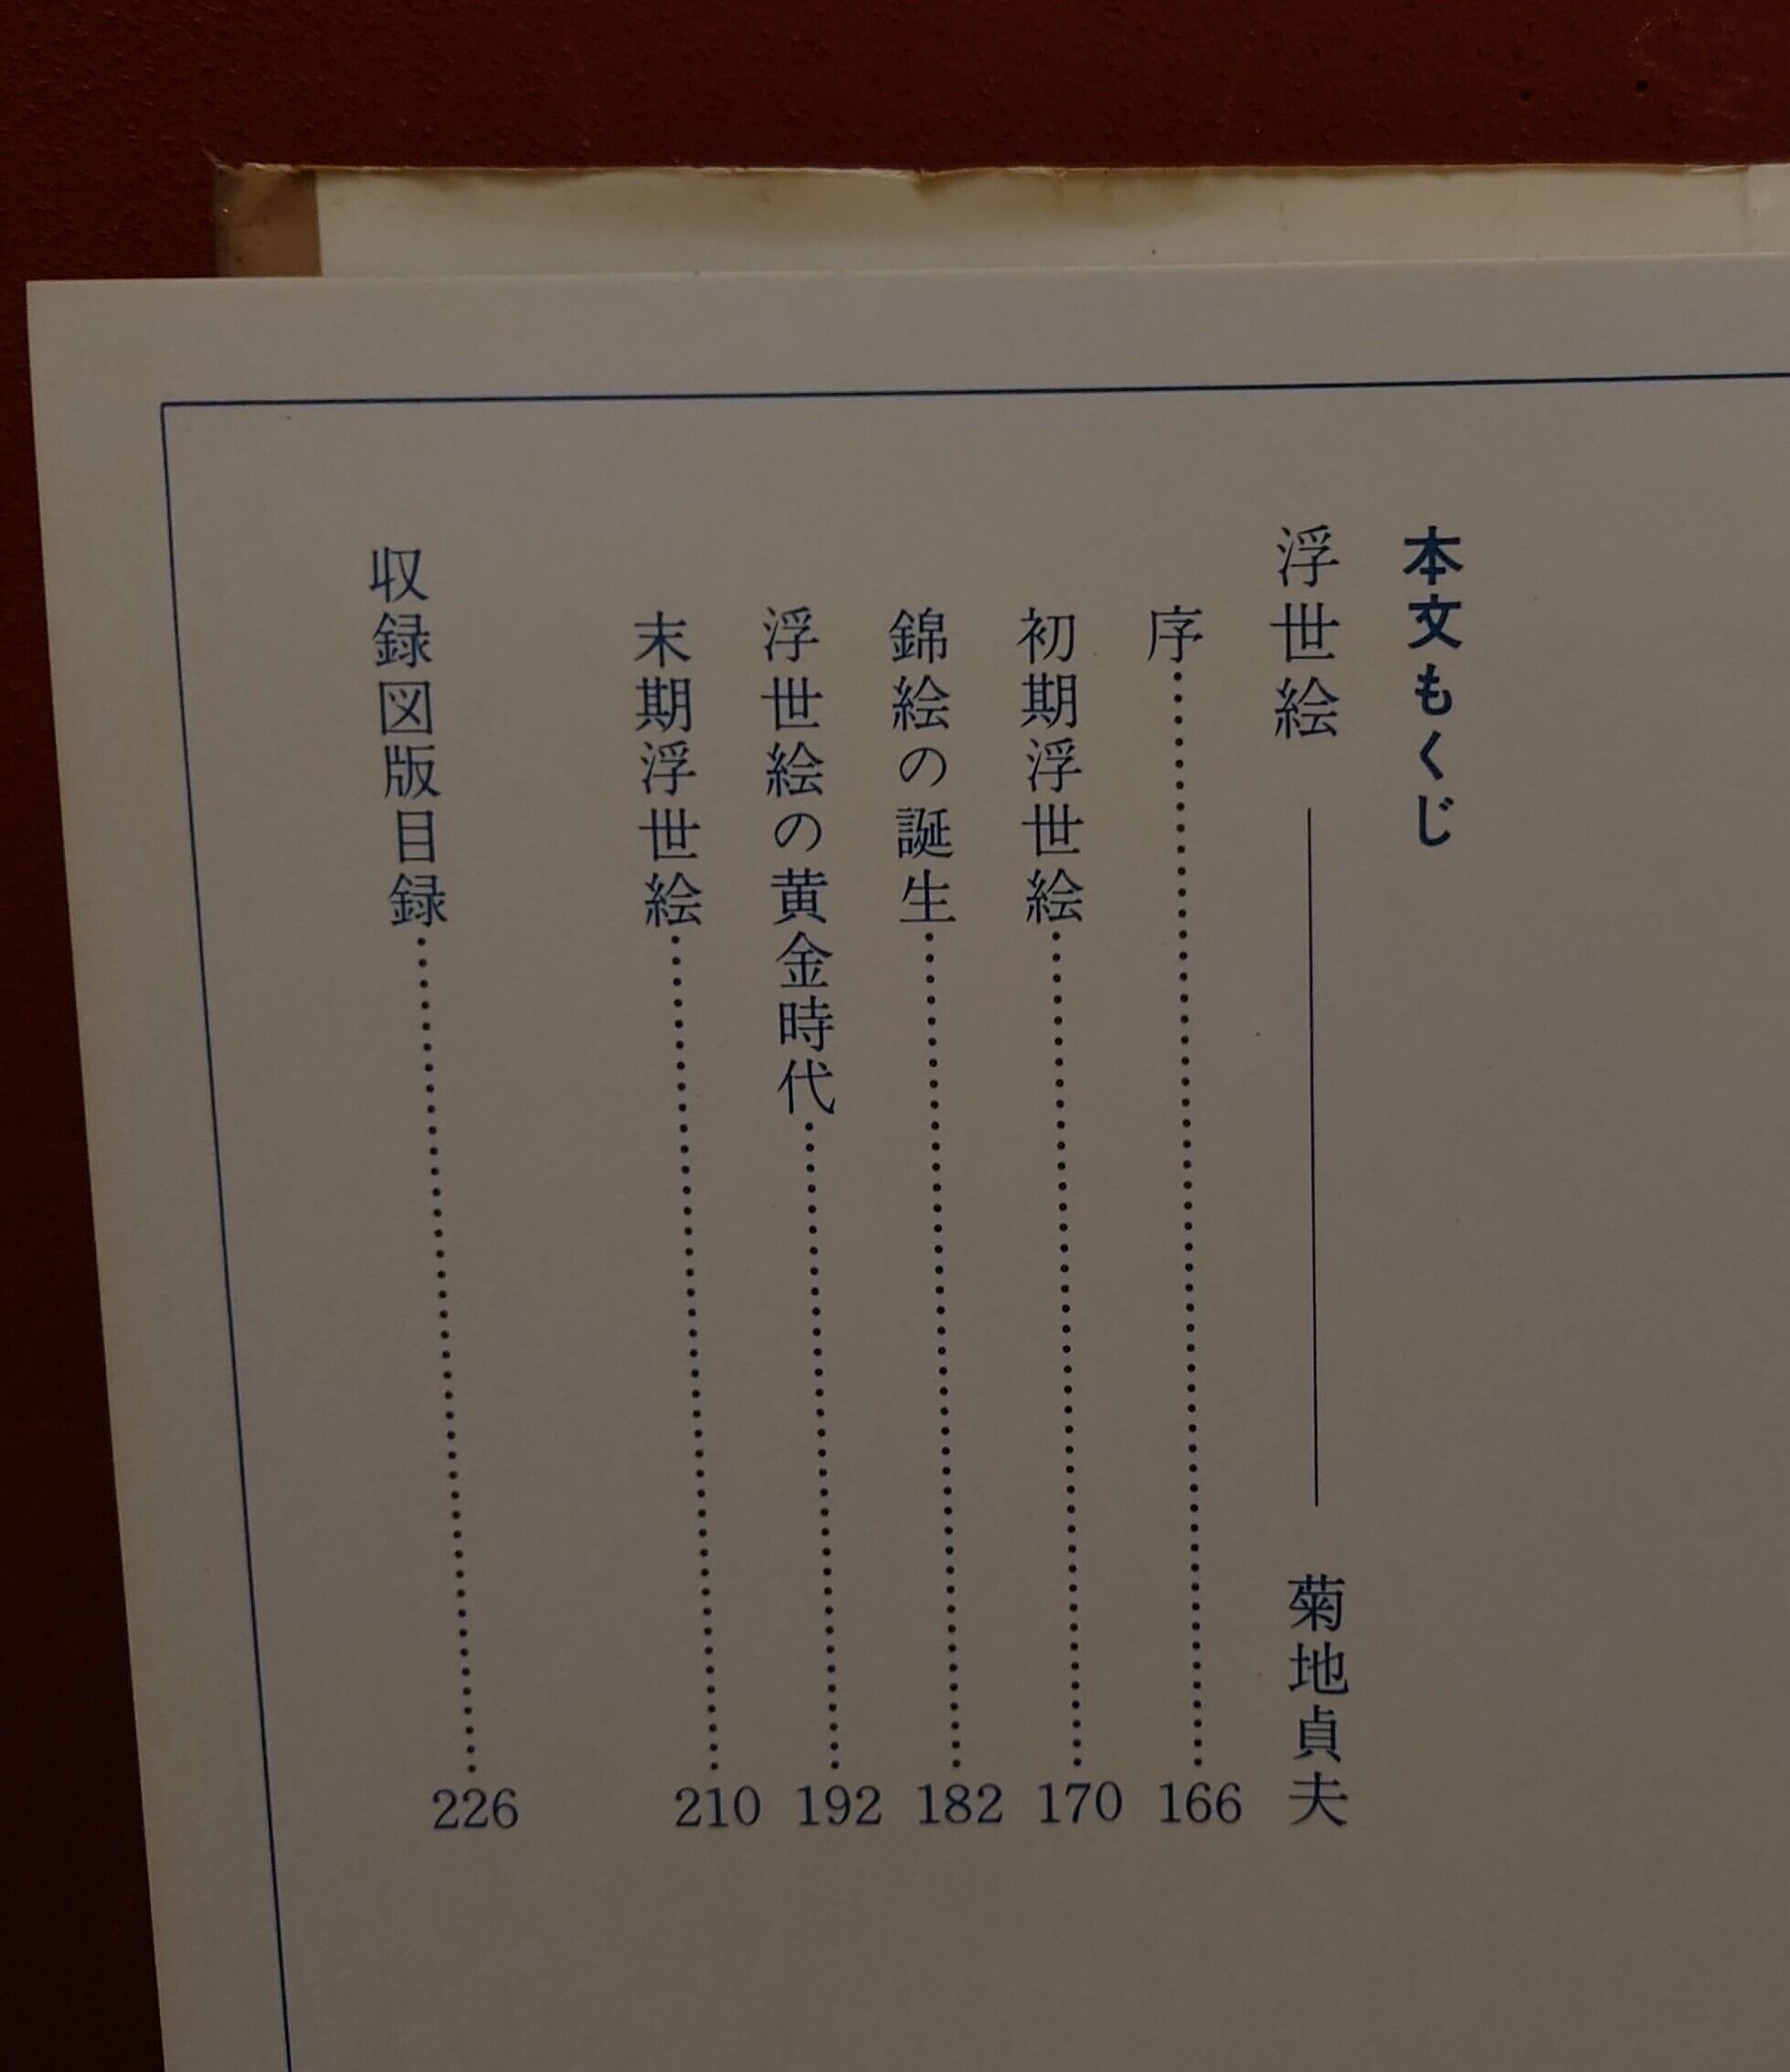 本文もくじ
浮世絵――菊地貞夫
序…………166
初期浮世絵…………170
錦絵の誕生…………182
浮世絵の黄金時代…………192
末期浮世絵…………210
収録図版目録…………226